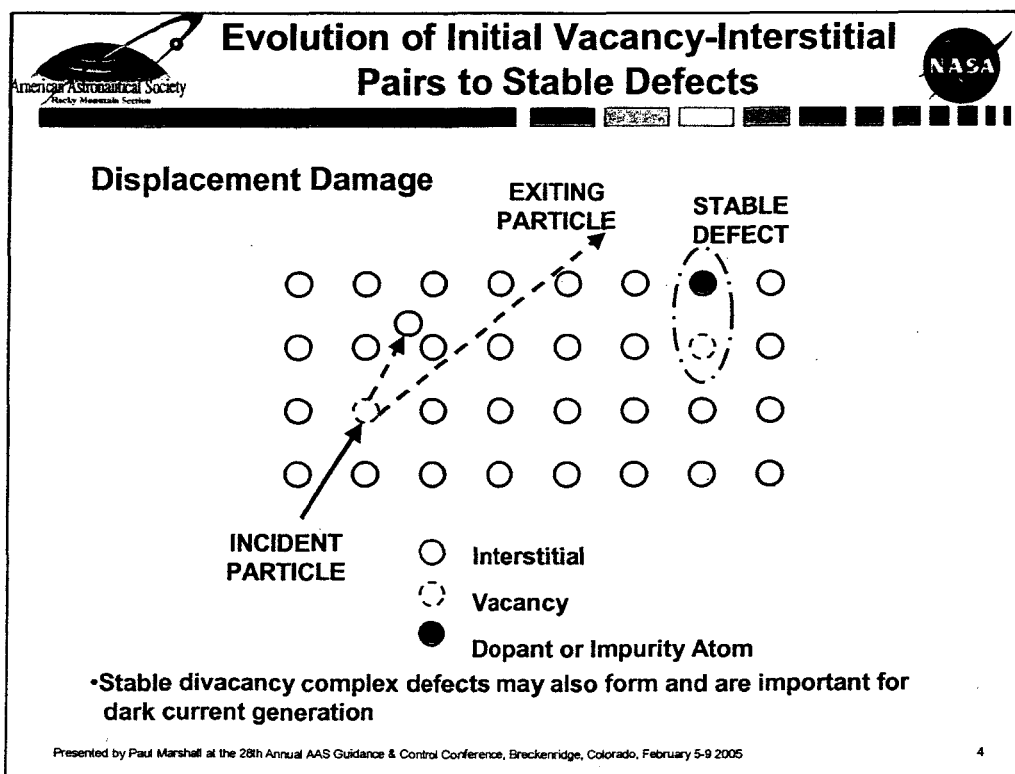 Evolution of Initial Vacancy-Interstitial
Pairs to Stable Defects
American Astronautical Society
Rocky Mountain Section
NASA
Displacement Damage
EXITING
PARTICLE
STABLE
DEFECT
INCIDENT
PARTICLE
Interstitial
Vacancy
Dopant or Impurity Atom
•Stable divacancy complex defects may also form and are important for
dark current generation
Presented by Paul Marshall at the 28th Annual AAS Guidance & Control Conference, Breckenridge, Colorado, February 5-9 2005
4